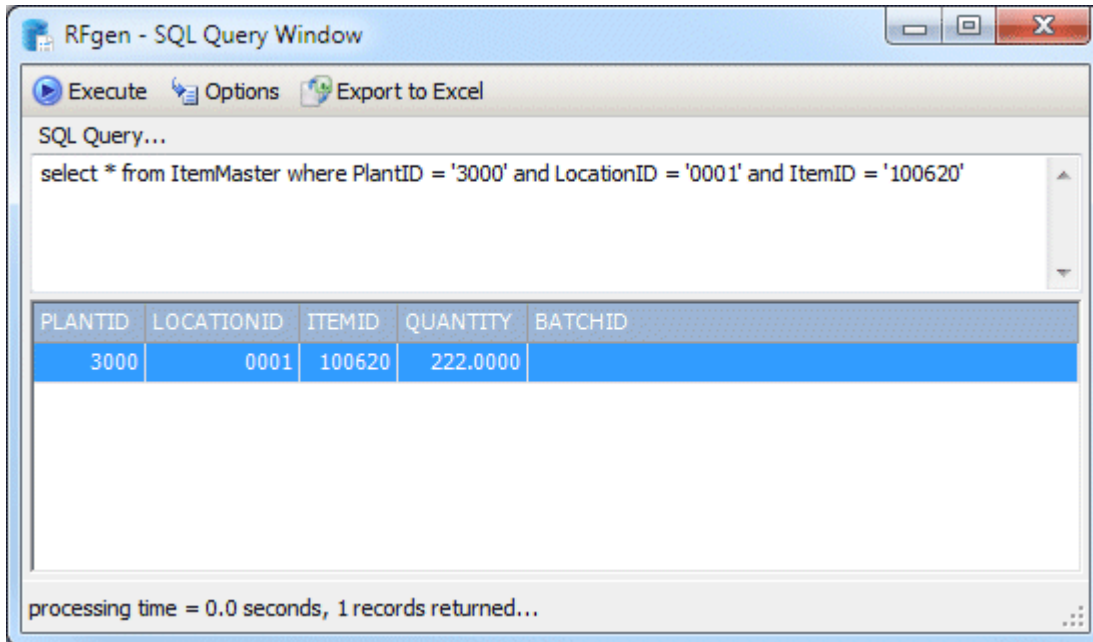 RFgen - SQL Query Window
Execute Options Export to Excel
SQL Query...
select * from ItemMaster where PlantID = '3000' and LocationID = '0001' and ItemID = '100620'
PLANTID LOCATIONID ITEMID QUANTITY BATCHID
3000 0001 100620 222.0000
processing time = 0.0 seconds, 1 records returned...